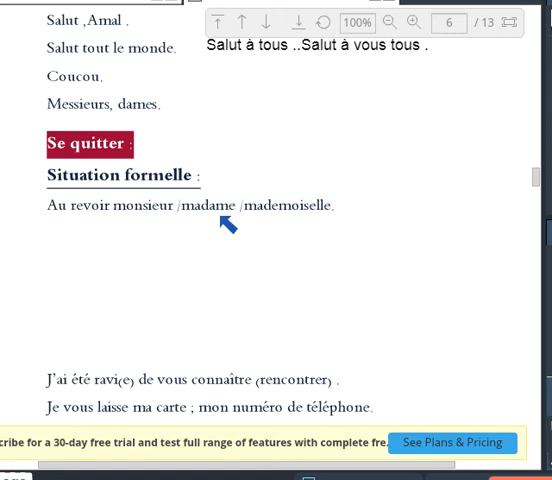 Salut ,Amal .
100%
6
/ 13
Salut tout le monde.
Salut à tous ..Salut à vous tous .
Coucou.
Messieurs, dames.
Se quitter :
Situation formelle :
Au revoir monsieur /madame /mademoiselle.
J'ai été ravi(e) de vous connaître (rencontrer) .
Je vous laisse ma carte ; mon numéro de téléphone.
cribe for a 30-day free trial and test full range of features with complete fre.
See Plans & Pricing